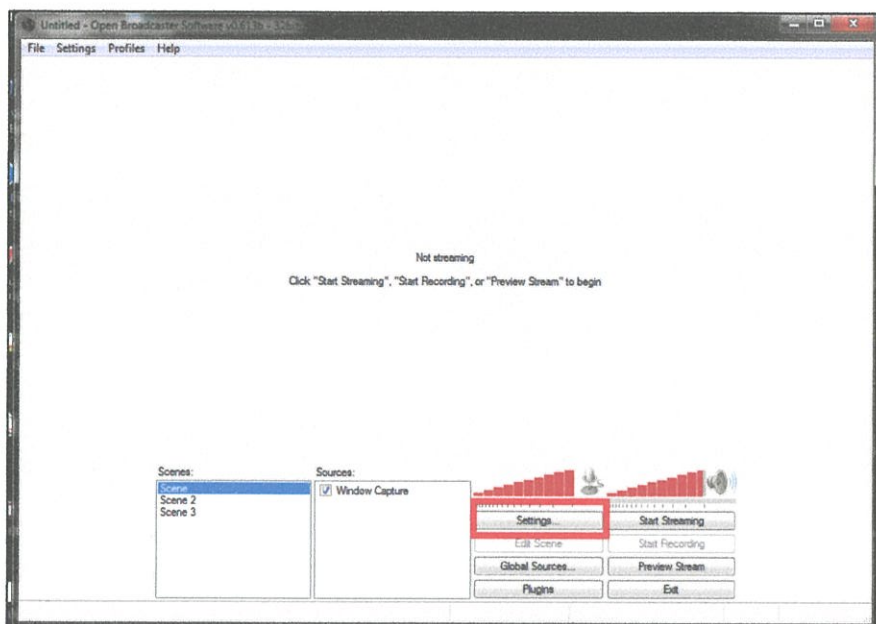 Untitled - Open Broadcaster Software v0.613b - 32bit
File Settings Profiles Help
Not streaming
Click "Start Streaming", "Start Recording", or "Preview Stream" to begin
Scenes:
Scene
Scene 2
Scene 3
Sources:
Window Capture
Settings...
Start Streaming
Edit Scene
Start Recording
Global Sources...
Preview Stream
Plugins
Exit